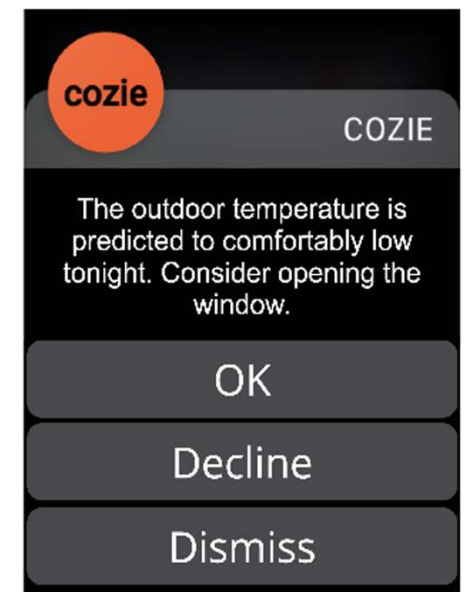 cozie
COZIE
The outdoor temperature is
predicted to comfortably low
tonight. Consider opening the
window.
OK
Decline
Dismiss